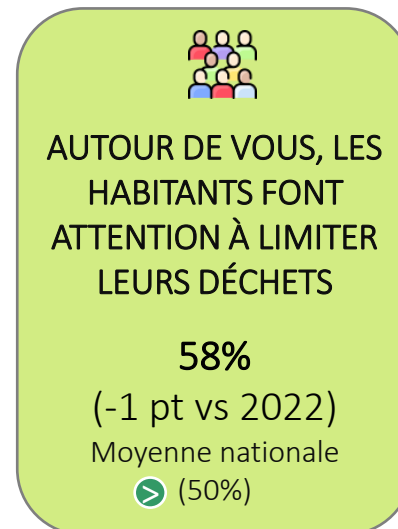 AUTOUR DE VOUS, LES
HABITANTS FONT
ATTENTION À LIMITER
LEURS DÉCHETS
58%
(-1 pt vs 2022)
Moyenne nationale
> (50%)